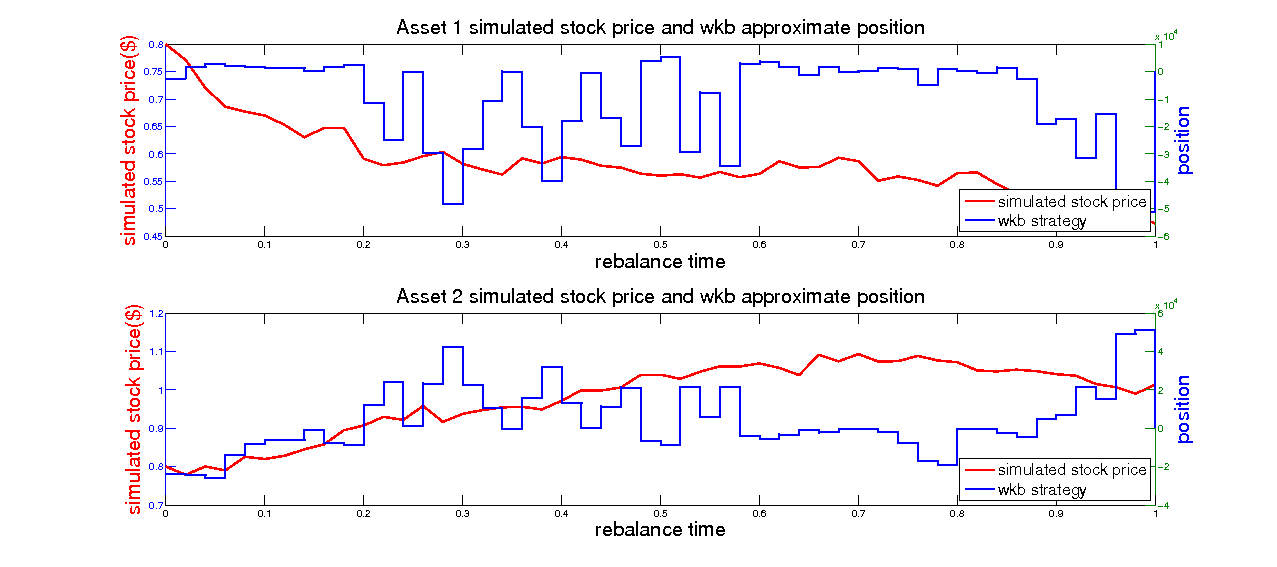 Asset 1 simulated stock price and wkb approximate position
x 10^4
simulated stock price($)
0.8
0.75
0.7
0.65
0.6
0.55
0.5
0.45
1
0
-1
-2
-3
-4
-5
-6
position
simulated stock price
wkb strategy
0 0.1 0.2 0.3 0.4 0.5 0.6 0.7 0.8 0.9 1
rebalance time
Asset 2 simulated stock price and wkb approximate position
x 10^4
simulated stock price($)
1.2
1.1
1
0.9
0.8
0.7
6
4
2
0
-2
-4
position
simulated stock price
wkb strategy
0 0.1 0.2 0.3 0.4 0.5 0.6 0.7 0.8 0.9 1
rebalance time